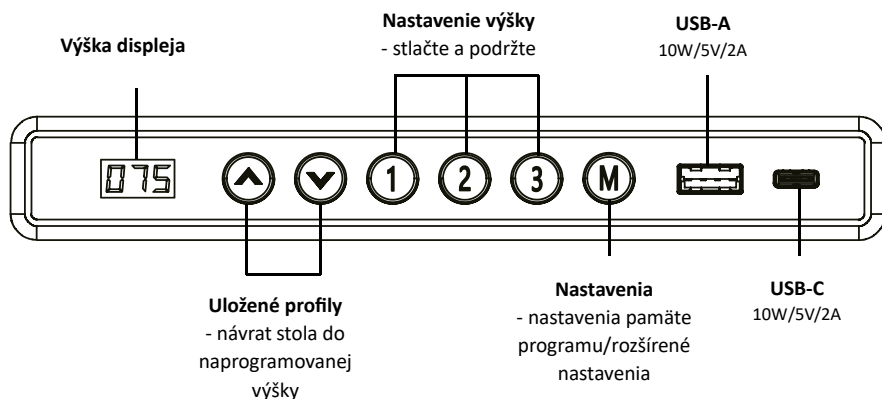 Výška displeja
Nastavenie výšky
- stlačte a podržte
USB-A
10W/5V/2A
075
1
2
3
M
Uložené profily
- návrat stola do
naprogramovanej
výšky
Nastavenia
- nastavenia pamäte
programu/rozšírené
nastavenia
USB-C
10W/5V/2A